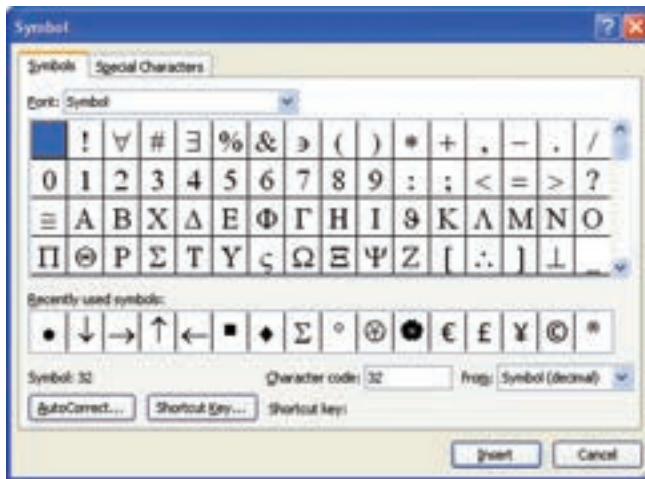 Symbol
Symbols Special Characters
Font: Symbol
! ∀ # ∃ % & ∍ ( ) * + , − . /
0 1 2 3 4 5 6 7 8 9 : ; < = > ?
≅ Α Β Χ Δ Ε Φ Γ Η Ι ϑ Κ Λ Μ Ν Ο
Π Θ Ρ Σ Τ Υ ς Ω Ξ Ψ Ζ [ ∴ ] ⊥ _
Recently used symbols:
● ↓ → ↑ ← ■ ◆ Σ ° € £ ¥ © ®
Symbol: 32 Character code: 32 from: Symbol (decimal)
AutoCorrect... Shortcut Key... Shortcut key:
Insert Cancel